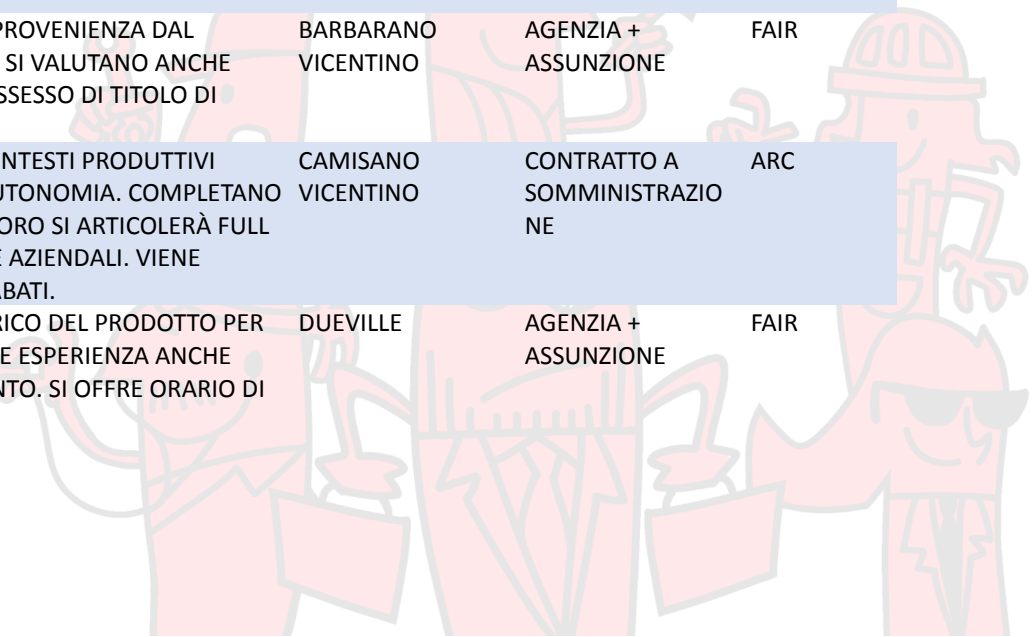 PROVENIENZA DAL BARBARANO AGENZIA + FAIR
SI VALUTANO ANCHE VICENTINO ASSUNZIONE
SSESSO DI TITOLO DI
NTESTI PRODUTTIVI CAMISANO CONTRATTO A ARC
UTONOMIA. COMPLETANO VICENTINO SOMMINISTRAZIO
ORO SI ARTICOLERÀ FULL NE
E AZIENDALI. VIENE
ABATI.
RICO DEL PRODOTTO PER DUEVILLE AGENZIA + FAIR
E ESPERIENZA ANCHE ASSUNZIONE
NTO. SI OFFRE ORARIO DI